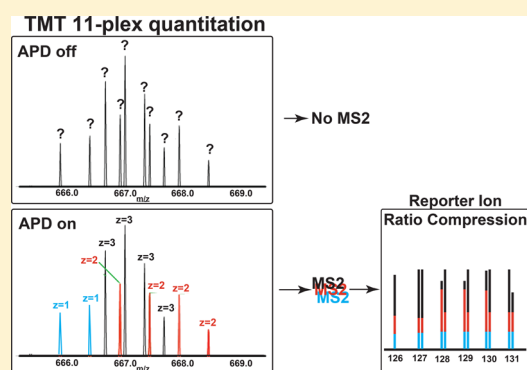 TMT 11-plex quantitation
APD off
? ? ? ? ? ? ? ? ? ?
666.0 667.0 668.0 669.0
m/z
→ No MS2
APD on
z=3
z=3
z=2
z=3
z=1 z=1 z=2 z=2
z=3
z=2
666.0 667.0 668.0 669.0
m/z
MS2
MS2
MS2
Reporter Ion
Ratio Compression
126 127 128 129 130 131